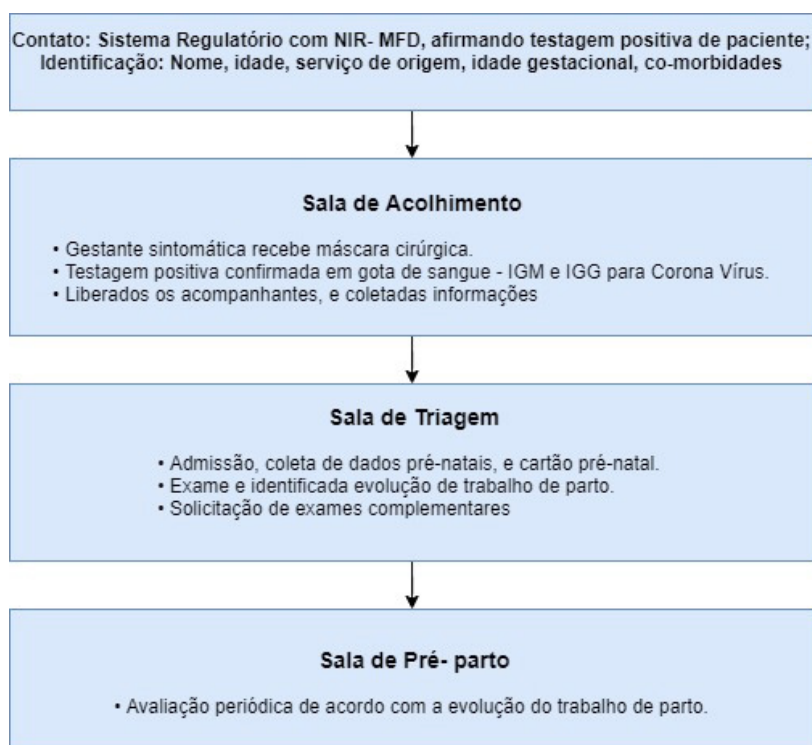 Contato: Sistema Regulatório com NIR- MFD, afirmando testagem positiva de paciente;
Identificação: Nome, idade, serviço de origem, idade gestacional, co-morbidades
Sala de Acolhimento
• Gestante sintomática recebe máscara cirúrgica.
• Testagem positiva confirmada em gota de sangue - IGM e IGG para Corona Vírus.
• Liberados os acompanhantes, e coletadas informações
Sala de Triagem
• Admissão, coleta de dados pré-natais, e cartão pré-natal.
• Exame e identificada evolução de trabalho de parto.
• Solicitação de exames complementares
Sala de Pré- parto
• Avaliação periódica de acordo com a evolução do trabalho de parto.